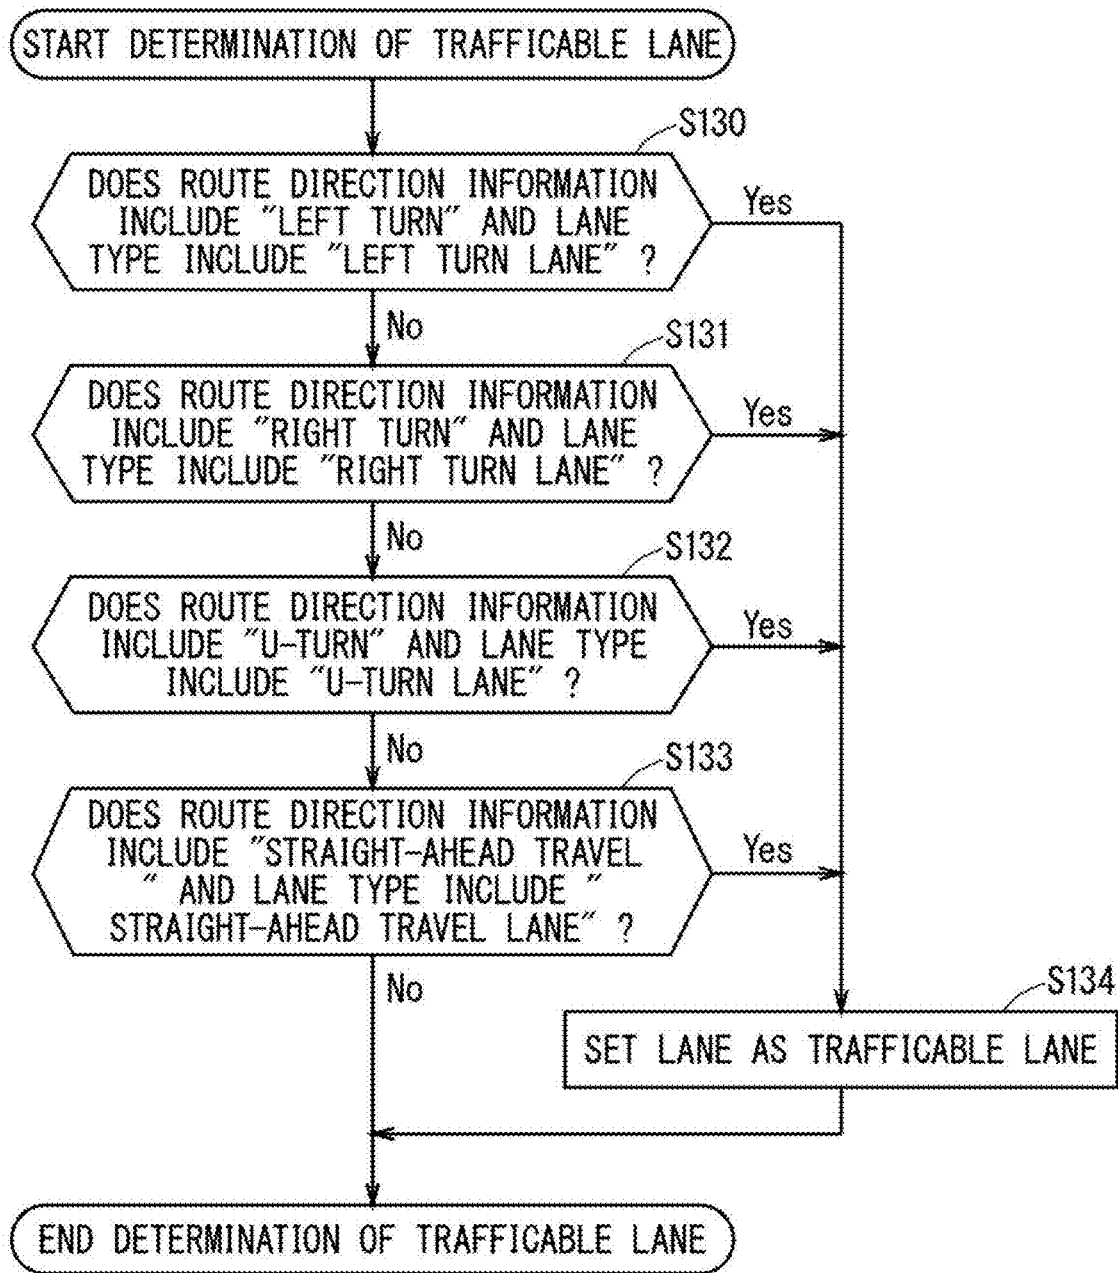 START DETERMINATION OF TRAFFICABLE LANE
S130
DOES ROUTE DIRECTION INFORMATION
INCLUDE "LEFT TURN" AND LANE
TYPE INCLUDE "LEFT TURN LANE" ?
Yes
No
S131
DOES ROUTE DIRECTION INFORMATION
INCLUDE "RIGHT TURN" AND LANE
TYPE INCLUDE "RIGHT TURN LANE" ?
Yes
No
S132
DOES ROUTE DIRECTION INFORMATION
INCLUDE "U-TURN" AND LANE TYPE
INCLUDE "U-TURN LANE" ?
Yes
No
S133
DOES ROUTE DIRECTION INFORMATION
INCLUDE "STRAIGHT-AHEAD TRAVEL
" AND LANE TYPE INCLUDE "
STRAIGHT-AHEAD TRAVEL LANE" ?
Yes
No
S134
SET LANE AS TRAFFICABLE LANE
END DETERMINATION OF TRAFFICABLE LANE